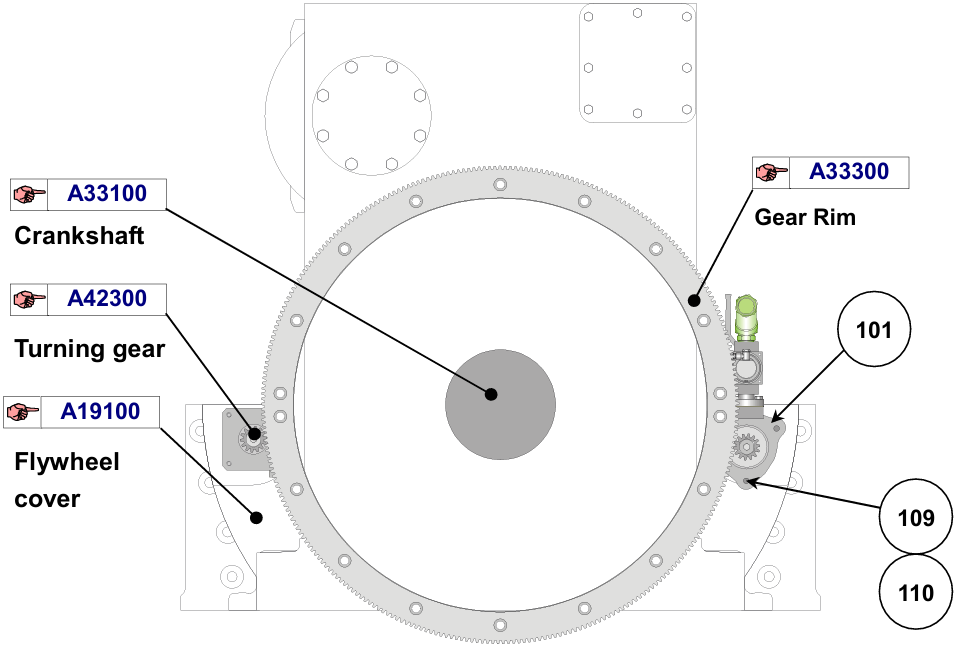 A33100
Crankshaft
A42300
Turning gear
A19100
Flywheel
cover
A33300
Gear Rim
101
109
110